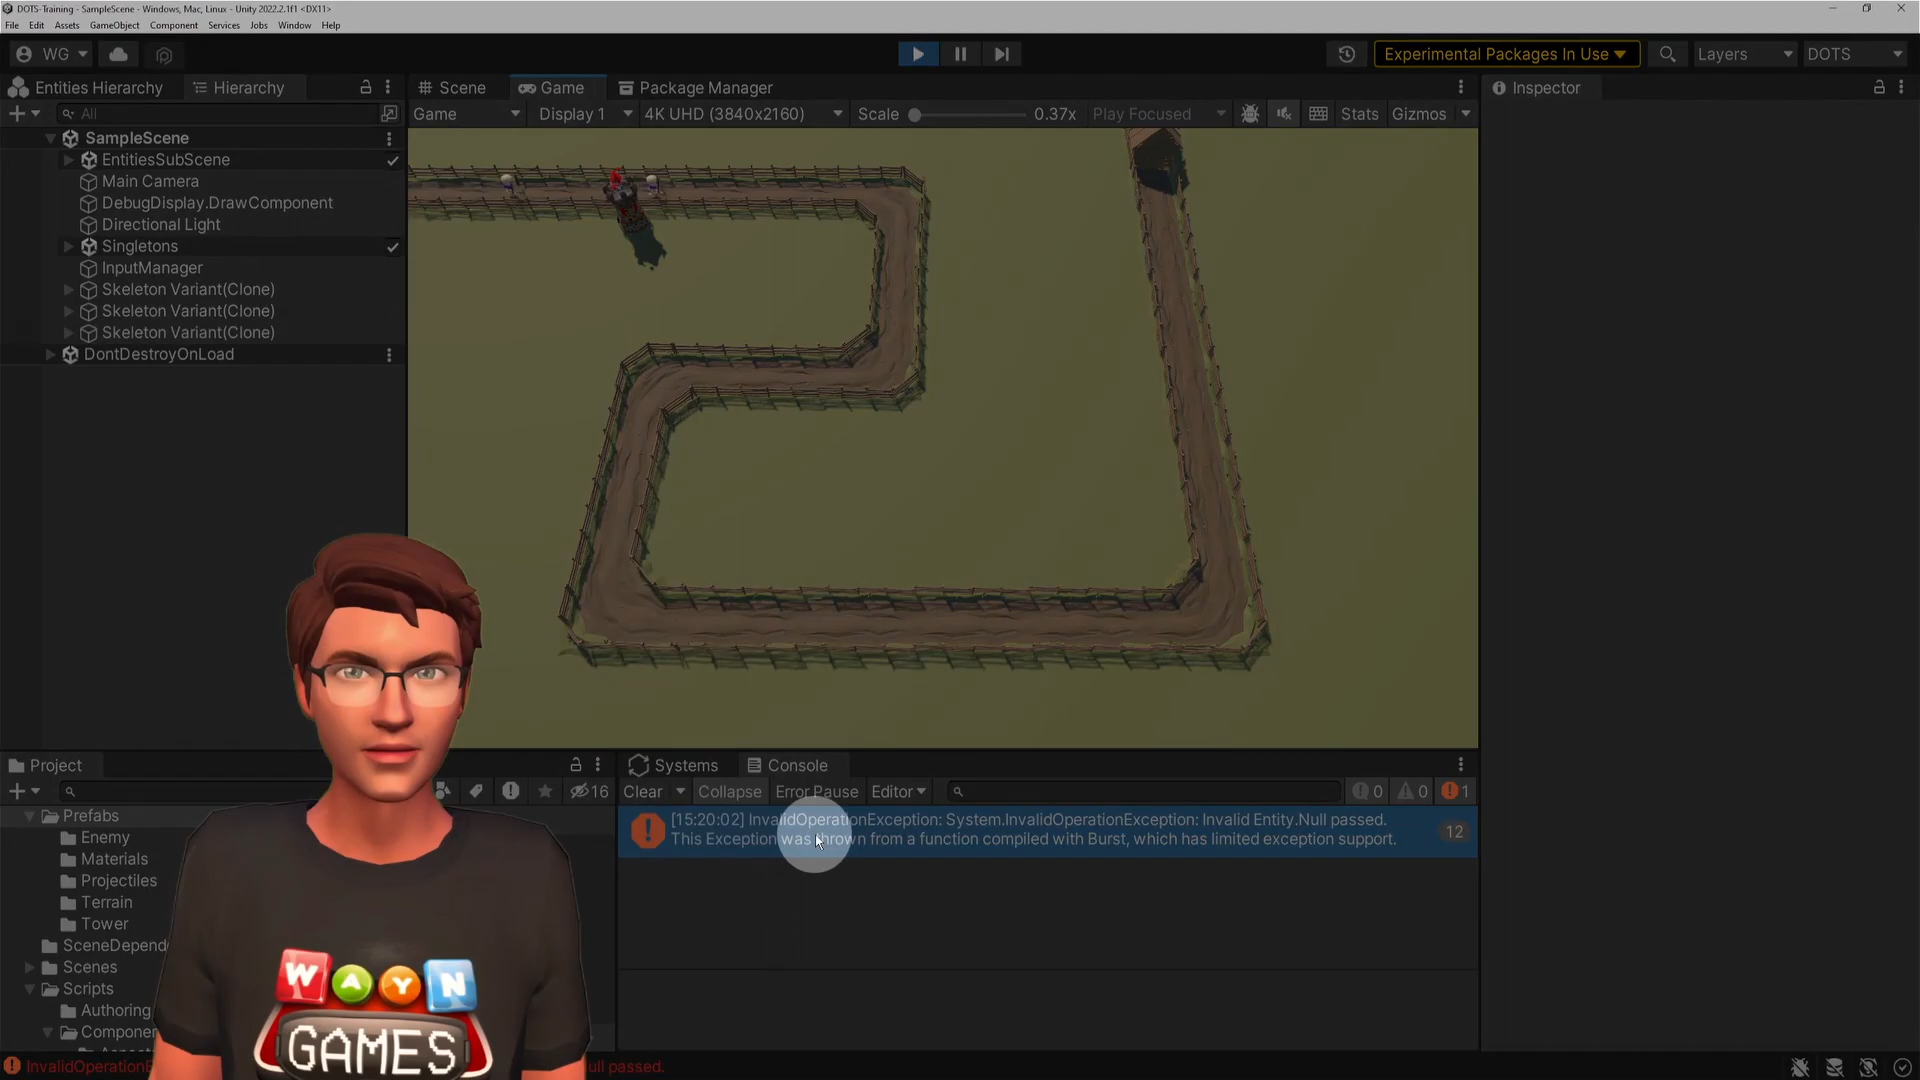 DOTS-Training - SampleScene - Windows, Mac, Linux - Unity 2022.2.1f1 <DX11>
File Edit Assets GameObject Component Services Jobs Window Help
WG
Experimental Packages In Use
Layers
DOTS
Entities Hierarchy
Hierarchy
Scene
Game
Package Manager
Inspector
All
Game
Display 1
4K UHD (3840x2160)
Scale
0.37x
Play Focused
Stats
Gizmos
SampleScene
EntitiesSubScene
Main Camera
DebugDisplay.DrawComponent
Directional Light
Singletons
InputManager
Skeleton Variant(Clone)
Skeleton Variant(Clone)
Skeleton Variant(Clone)
DontDestroyOnLoad
Project
16
Prefabs
Enemy
Materials
Projectiles
Terrain
Tower
SceneDepend
Scenes
Scripts
Authoring
Componen
Systems
Console
Clear
Collapse
Error Pause
Editor
0
0
1
[15:20:02] InvalidOperationException: System.InvalidOperationException: Invalid Entity.Null passed.
This Exception was thrown from a function compiled with Burst, which has limited exception support.
12
WAYN
GAMES
InvalidOperationE
ull passed.